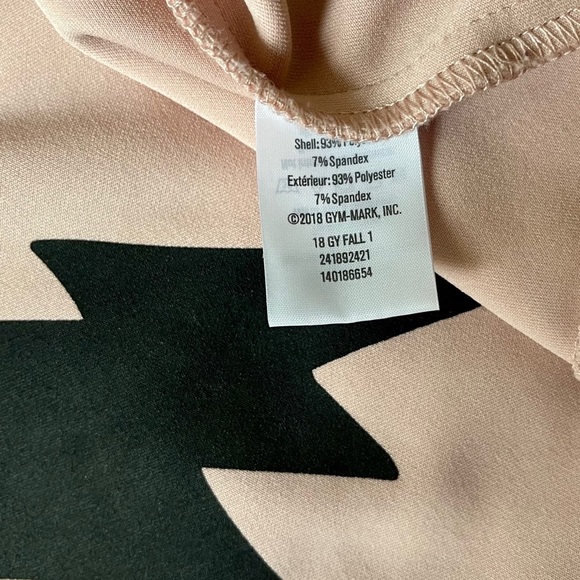 Shell: 93% Poly
7% Spandex
Extérieur: 93% Polyester
7% Spandex
©2018 GYM-MARK, INC.
18 GY FALL 1
241892421
140186654